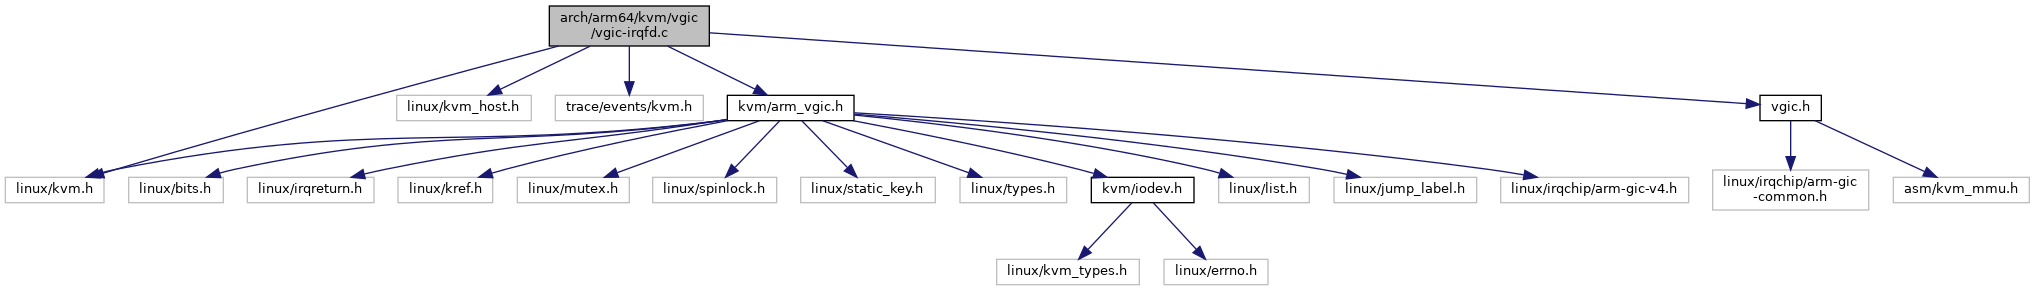 arch/arm64/kvm/vgic
/vgic-irqfd.c
linux/kvm_host.h
trace/events/kvm.h
kvm/arm_vgic.h
vgic.h
linux/kvm.h
linux/bits.h
linux/irqreturn.h
linux/kref.h
linux/mutex.h
linux/spinlock.h
linux/static_key.h
linux/types.h
kvm/iodev.h
linux/list.h
linux/jump_label.h
linux/irqchip/arm-gic-v4.h
linux/irqchip/arm-gic
-common.h
asm/kvm_mmu.h
linux/kvm_types.h
linux/errno.h